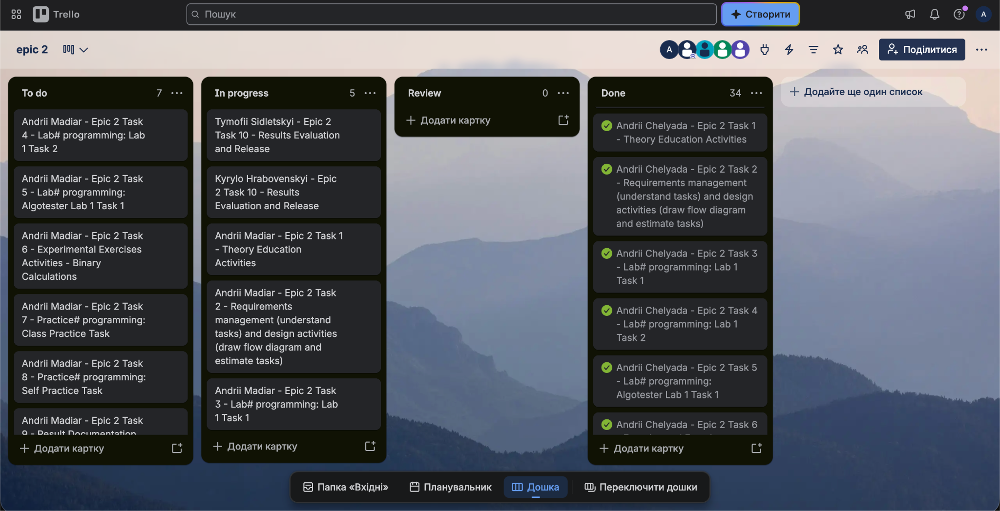 Trello
Пошук
Створити
A
epic 2
A
Поділитися
To do
7
Andrii Madiar - Epic 2 Task
4 - Lab# programming: Lab
1 Task 2
Andrii Madiar - Epic 2 Task
5 - Lab# programming:
Algotester Lab 1 Task 1
Andrii Madiar - Epic 2 Task
6 - Experimental Exercises
Activities - Binary
Calculations
Andrii Madiar - Epic 2 Task
7 - Practice# programming:
Class Practice Task
Andrii Madiar - Epic 2 Task
8 - Practice# programming:
Self Practice Task
Andrii Madiar - Epic 2 Task
9 - Result Documentation
Додати картку
In progress
5
Tymofii Sidletskyi - Epic 2
Task 10 - Results Evaluation
and Release
Kyrylo Hrabovenskyi - Epic
2 Task 10 - Results
Evaluation and Release
Andrii Madiar - Epic 2 Task 1
- Theory Education
Activities
Andrii Madiar - Epic 2 Task
2 - Requirements
management (understand
tasks) and design activities
(draw flow diagram and
estimate tasks)
Andrii Madiar - Epic 2 Task
3 - Lab# programming: Lab
1 Task 1
Додати картку
Review
0
Додати картку
Done
34
Andrii Chelyada - Epic 2 Task 1
- Theory Education Activities
Andrii Chelyada - Epic 2 Task 2
- Requirements management
(understand tasks) and design
activities (draw flow diagram
and estimate tasks)
Andrii Chelyada - Epic 2 Task 3
- Lab# programming: Lab 1
Task 1
Andrii Chelyada - Epic 2 Task 4
- Lab# programming: Lab 1
Task 2
Andrii Chelyada - Epic 2 Task 5
- Lab# programming:
Algotester Lab 1 Task 1
Andrii Chelyada - Epic 2 Task 6
Додати картку
Додайте ще один список
Папка «Вхідні»
Планувальник
Дошка
Переключити дошки